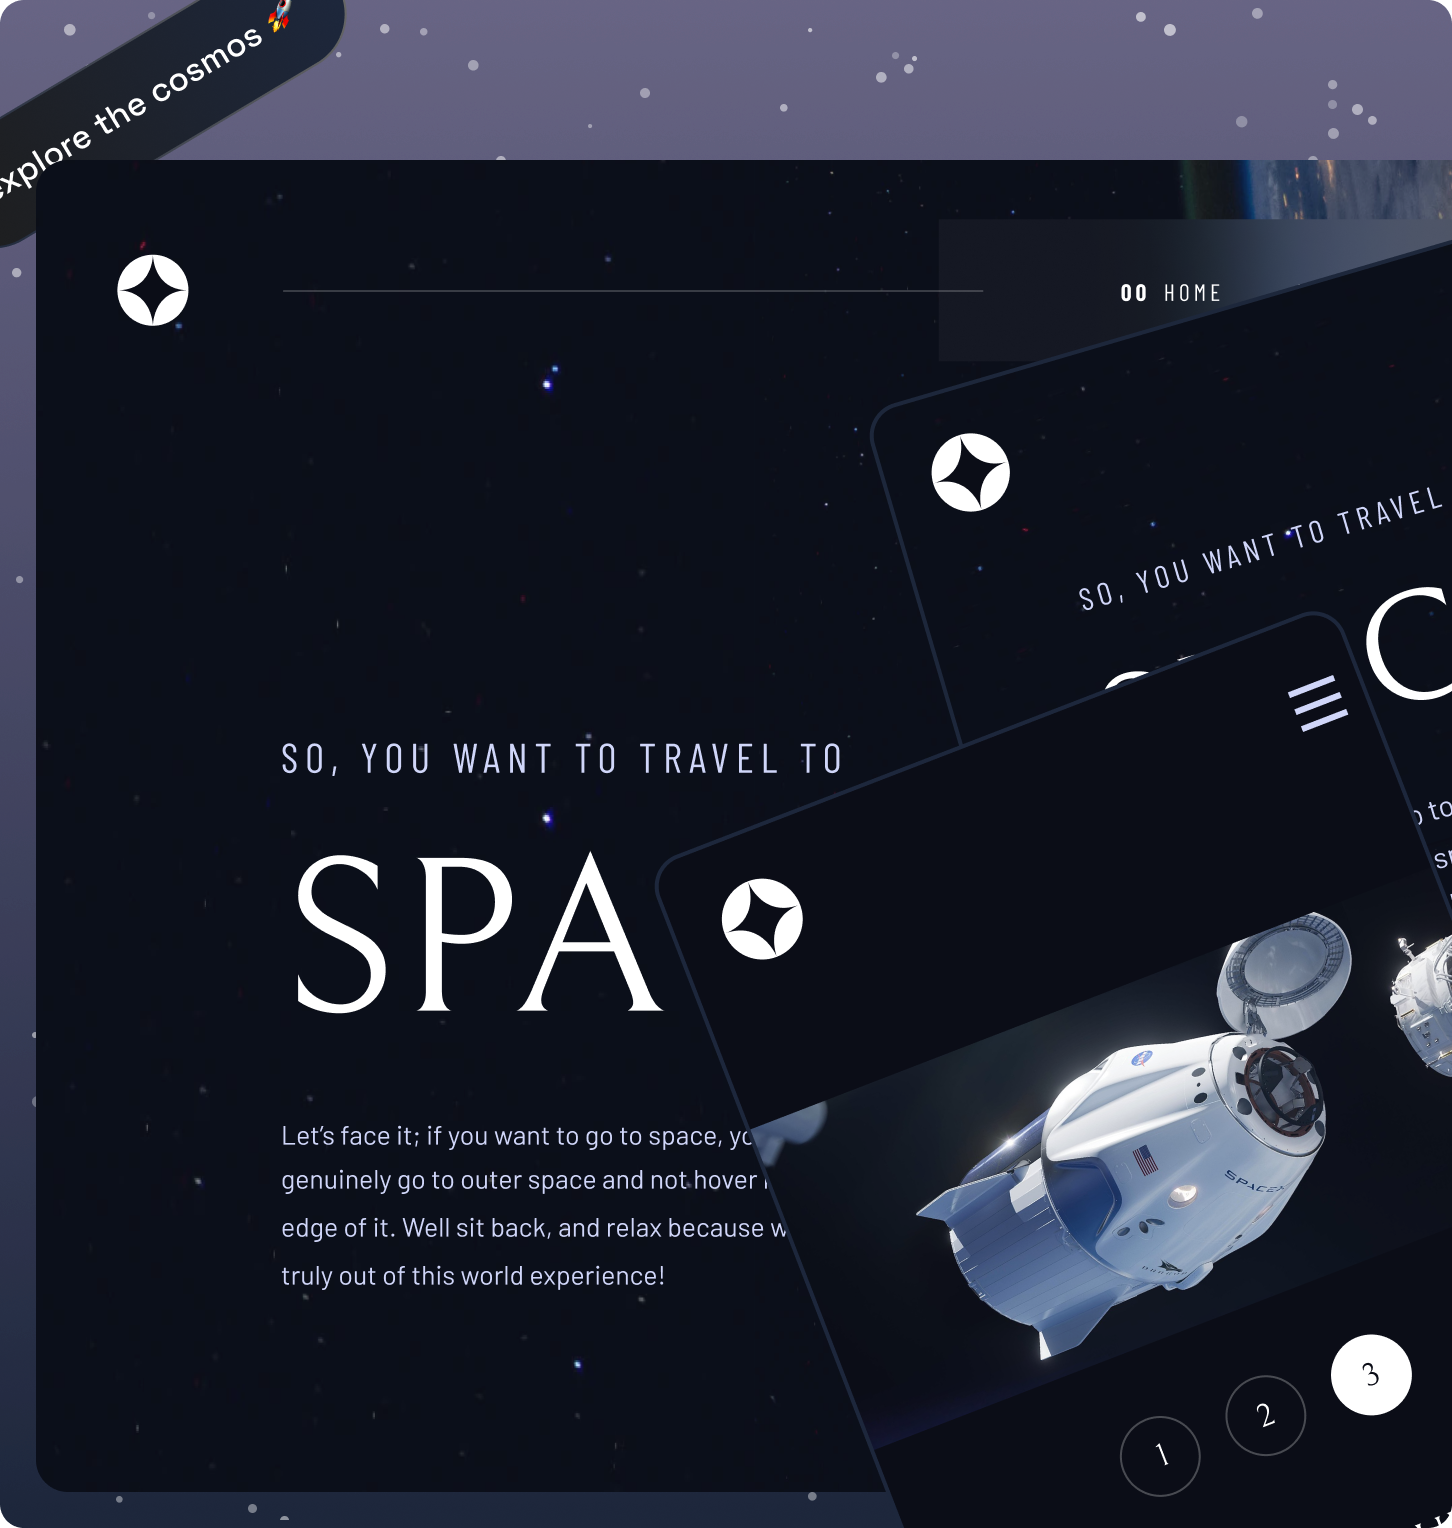 explore the cosmos 🚀
00 HOME
SO, YOU WANT TO TRAVEL
SO, YOU WANT TO TRAVEL TO
SPA
Let’s face it; if you want to go to space,
genuinely go to outer space and not hover
edge of it. Well sit back, and relax because
truly out of this world experience!
to
SPACEX
1
2
3